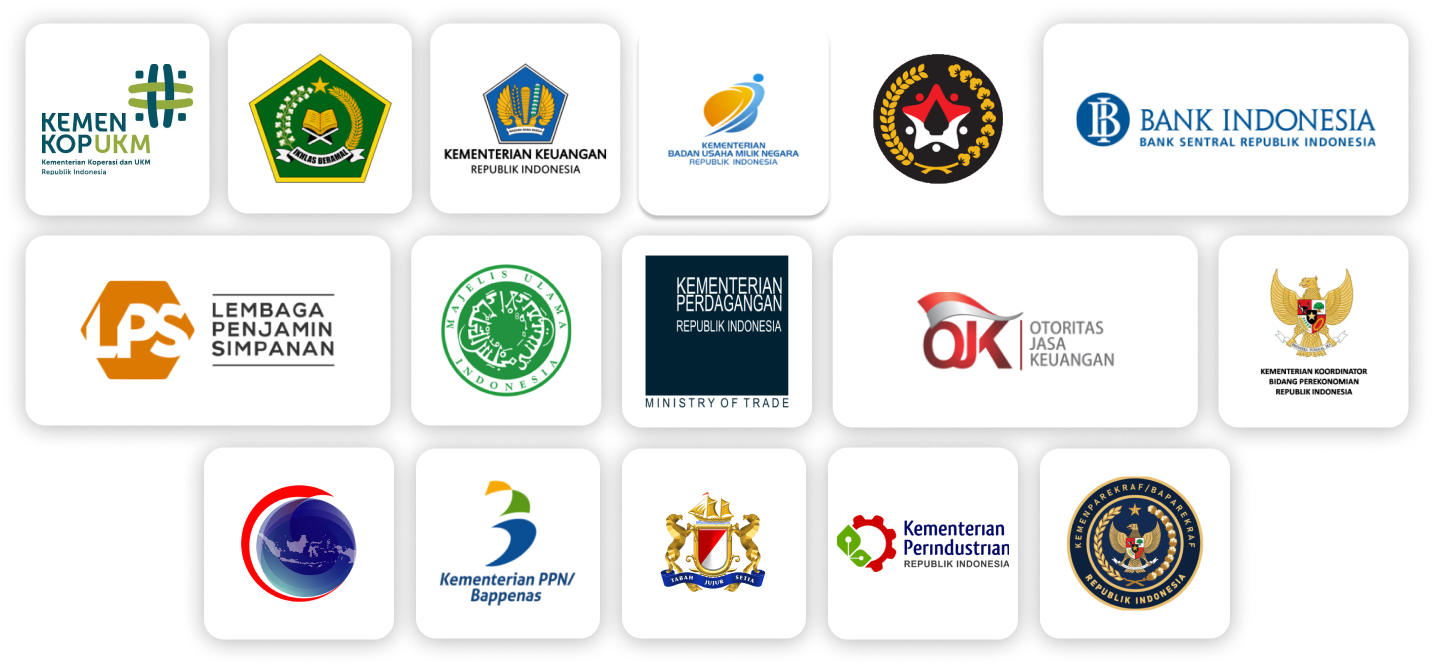 KEMEN
KOPUKM
Kementerian Koperasi dan UKM
Republik Indonesia
IKHLAS BERAMAL
KEMENTERIAN KEUANGAN
REPUBLIK INDONESIA
KEMENTERIAN
BADAN USAHA MILIK NEGARA
REPUBLIK INDONESIA
BANK INDONESIA
BANK SENTRAL REPUBLIK INDONESIA
LPS
LEMBAGA
PENJAMIN
SIMPANAN
MAJELIS ULAMA
INDONESIA
KEMENTERIAN
PERDAGANGAN
REPUBLIK INDONESIA
MINISTRY OF TRADE
OJK
OTORITAS
JASA
KEUANGAN
KEMENTERIAN KOORDINATOR
BIDANG PEREKONOMIAN
REPUBLIK INDONESIA
Kementerian PPN/
Bappenas
TABAH JUJUR SETIA
Kementerian
Perindustrian
REPUBLIK INDONESIA
KEMENPAREKRAF/BAPAREKRAF
REPUBLIK INDONESIA